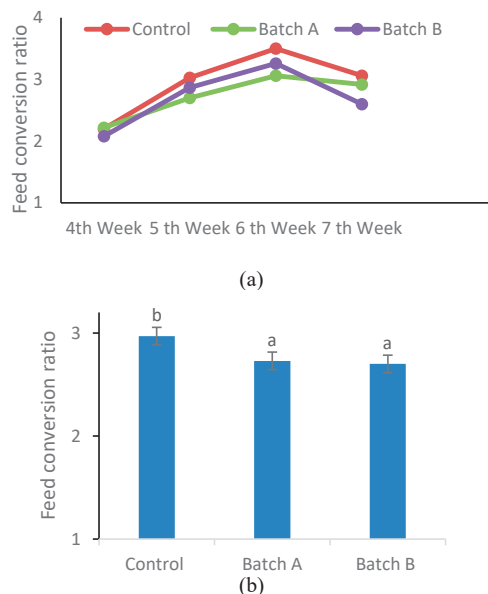 4
Control
Batch A
Batch B
3
2
1
Feed conversion ratio
4th Week 5 th Week 6 th Week 7 th Week
(a)
b
a
a
3
2
1
Feed conversion ratio
Control
Batch A
Batch B
(b)